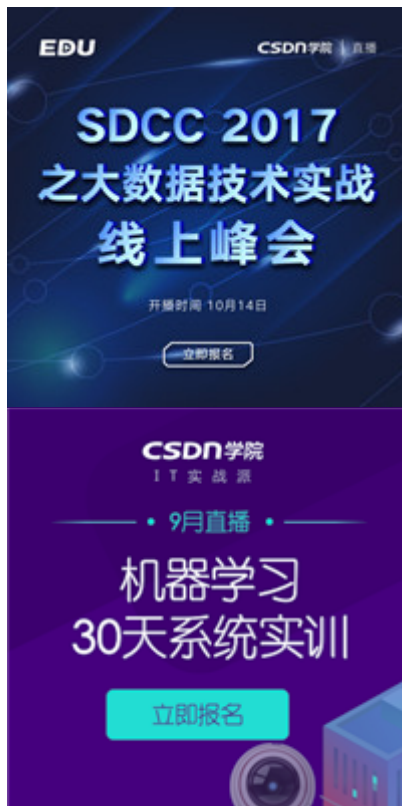 EDU
CSDN学院 | 直播
SDCC 2017
之大数据技术实战
线上峰会
开播时间 10月14日
立即报名
CSDN学院
IT实战派
• 9月直播 •
机器学习
30天系统实训
立即报名